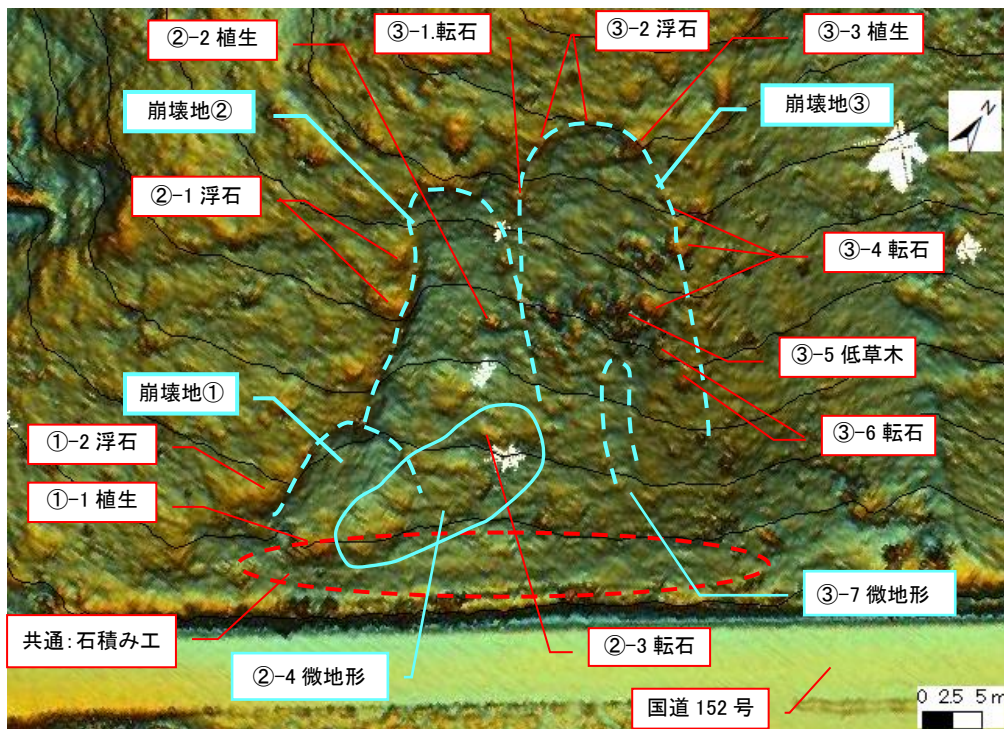 ②-2 植生
③-1.転石
③-2 浮石
③-3 植生
崩壊地②
崩壊地③
N
②-1 浮石
③-4 転石
③-5 低草木
崩壊地①
①-2 浮石
③-6 転石
①-1 植生
③-7 微地形
共通:石積み工
②-3 転石
②-4 微地形
国道 152 号
0 2.5 5 m